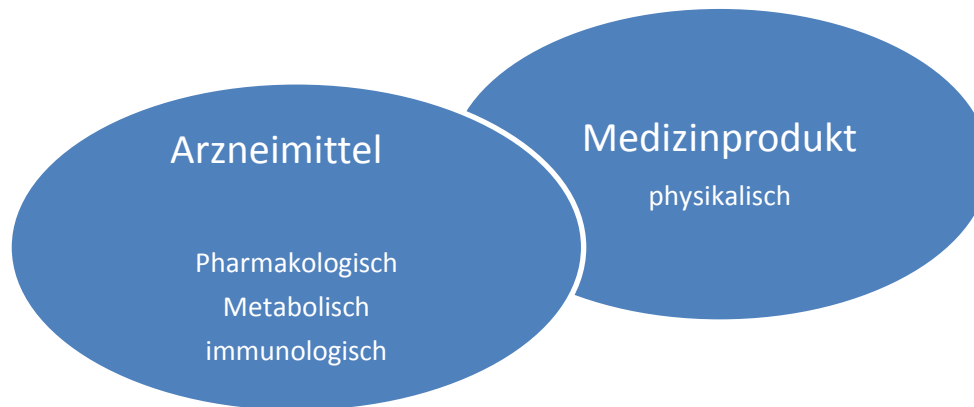 Arzneimittel
Pharmakologisch
Metabolisch
immunologisch
Medizinprodukt
physikalisch